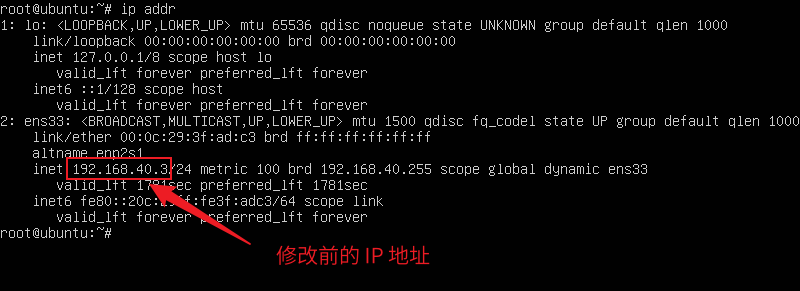 root@ubuntu:~# ip addr
1: lo: <LOOPBACK,UP,LOWER_UP> mtu 65536 qdisc noqueue state UNKNOWN group default qlen 1000
link/loopback 00:00:00:00:00:00 brd 00:00:00:00:00:00
inet 127.0.0.1/8 scope host lo
valid_lft forever preferred_lft forever
inet6 ::1/128 scope host
valid_lft forever preferred_lft forever
2: ens33: <BROADCAST,MULTICAST,UP,LOWER_UP> mtu 1500 qdisc fq_codel state UP group default qlen 1000
link/ether 00:0c:29:3f:ad:c3 brd ff:ff:ff:ff:ff:ff
altname enp2s1
inet 192.168.40.3/24 metric 100 brd 192.168.40.255 scope global dynamic ens33
valid_lft 1781sec preferred_lft 1781sec
inet6 fe80::20c:29ff:fe3f:adc3/64 scope link
valid_lft forever preferred_lft forever
root@ubuntu:~#
修改前的 IP 地址